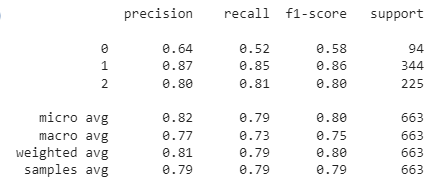 precision recall f1-score support
0 0.64 0.52 0.58 94
1 0.87 0.85 0.86 344
2 0.80 0.81 0.80 225
micro avg 0.82 0.79 0.80 663
macro avg 0.77 0.73 0.75 663
weighted avg 0.81 0.79 0.80 663
samples avg 0.79 0.79 0.79 663